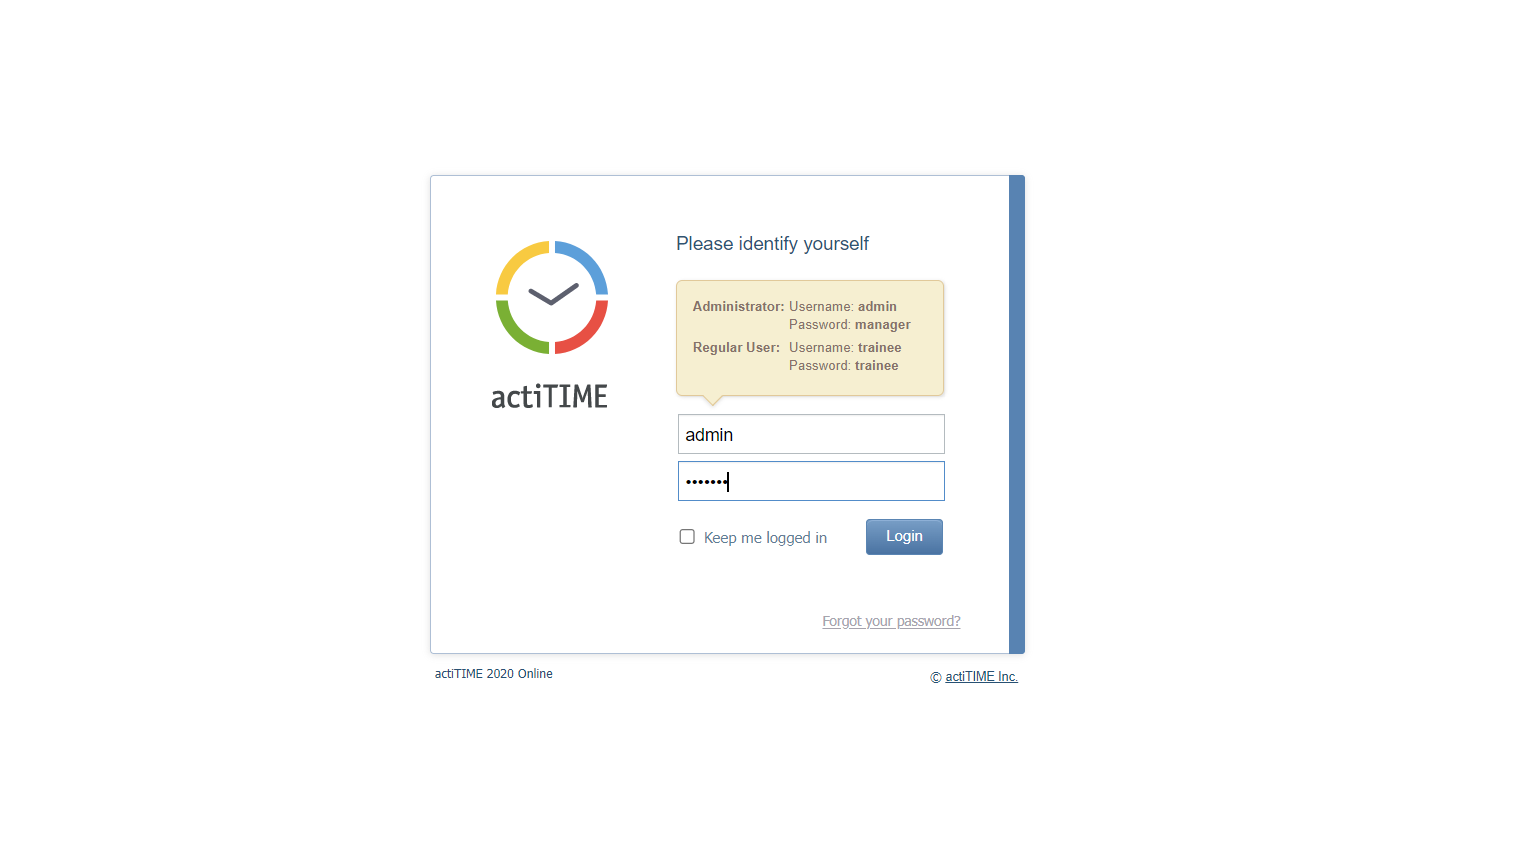 Please identify yourself
Administrator: Username: admin
Password: manager
Regular User: Username: trainee
Password: trainee
actiTIME
admin
•••••••
Keep me logged in
Login
Forgot your password?
actiTIME 2020 Online
© actiTIME Inc.